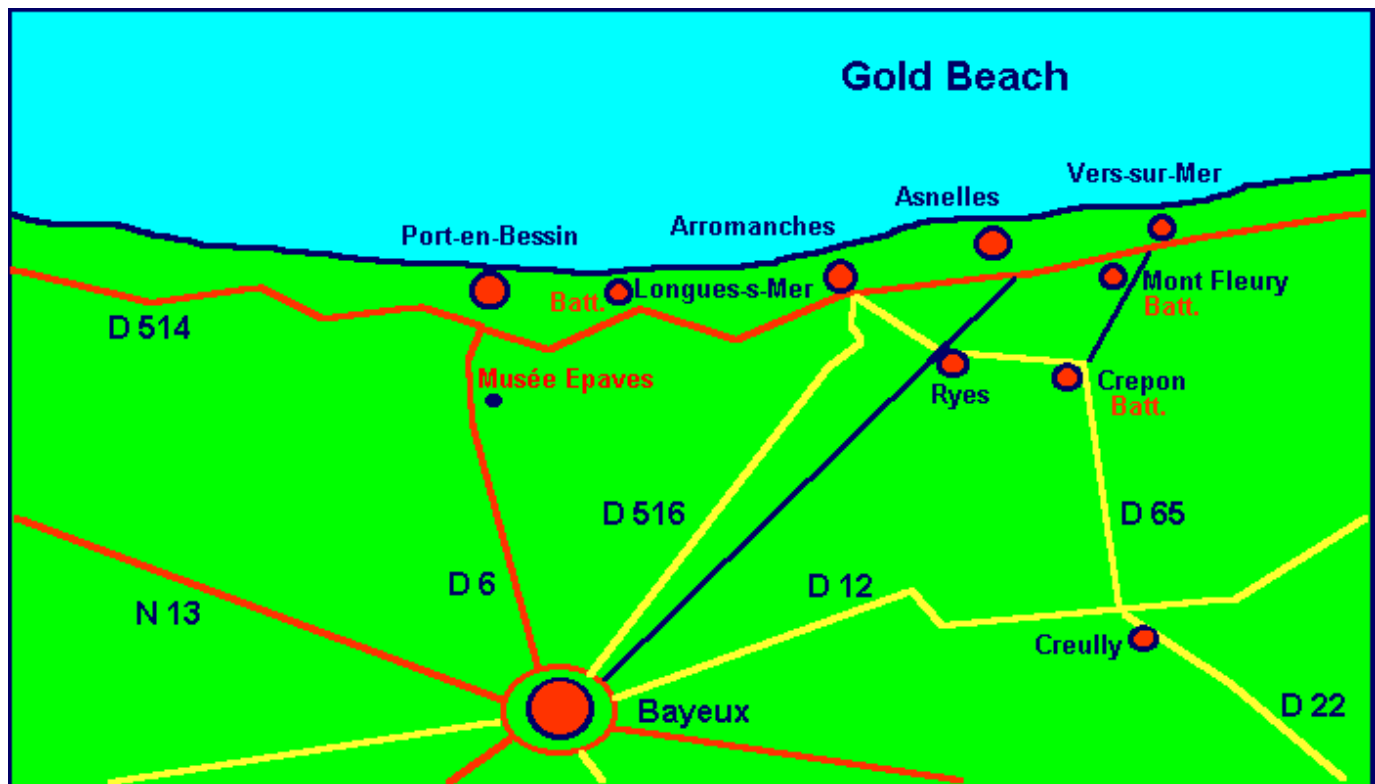 Gold Beach
Vers-sur-Mer
Asnelles
Arromanches
Port-en-Bessin
Longues-s-Mer
Batt.
Mont Fleury
Batt.
D 514
Musée Epaves
Ryes
Crepon
Batt.
D 516
D 65
D 6
D 12
N 13
Creully
D 22
Bayeux